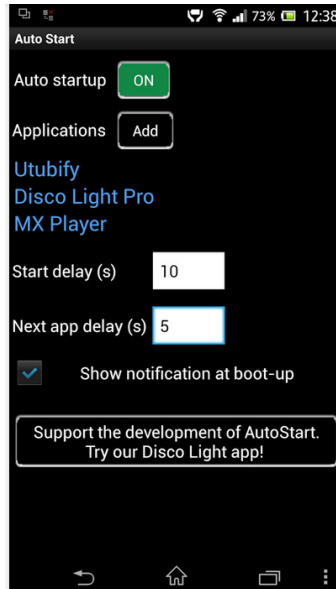 73% 12:38
Auto Start
Auto startup ON
Applications Add
Utubify
Disco Light Pro
MX Player
Start delay (s) 10
Next app delay (s) 5
Show notification at boot-up
Support the development of AutoStart.
Try our Disco Light app!